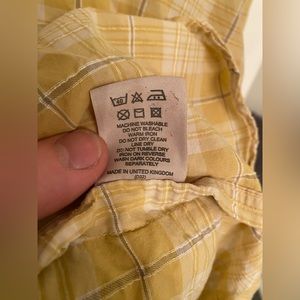 40
MACHINE WASHABLE
DO NOT BLEACH
WARM IRON
DO NOT DRY CLEAN
LINE DRY
DO NOT TUMBLE DRY
IRON ON REVERSE
WASH DARK COLOURS
SEPARATELY
MADE IN UNITED KINGDOM